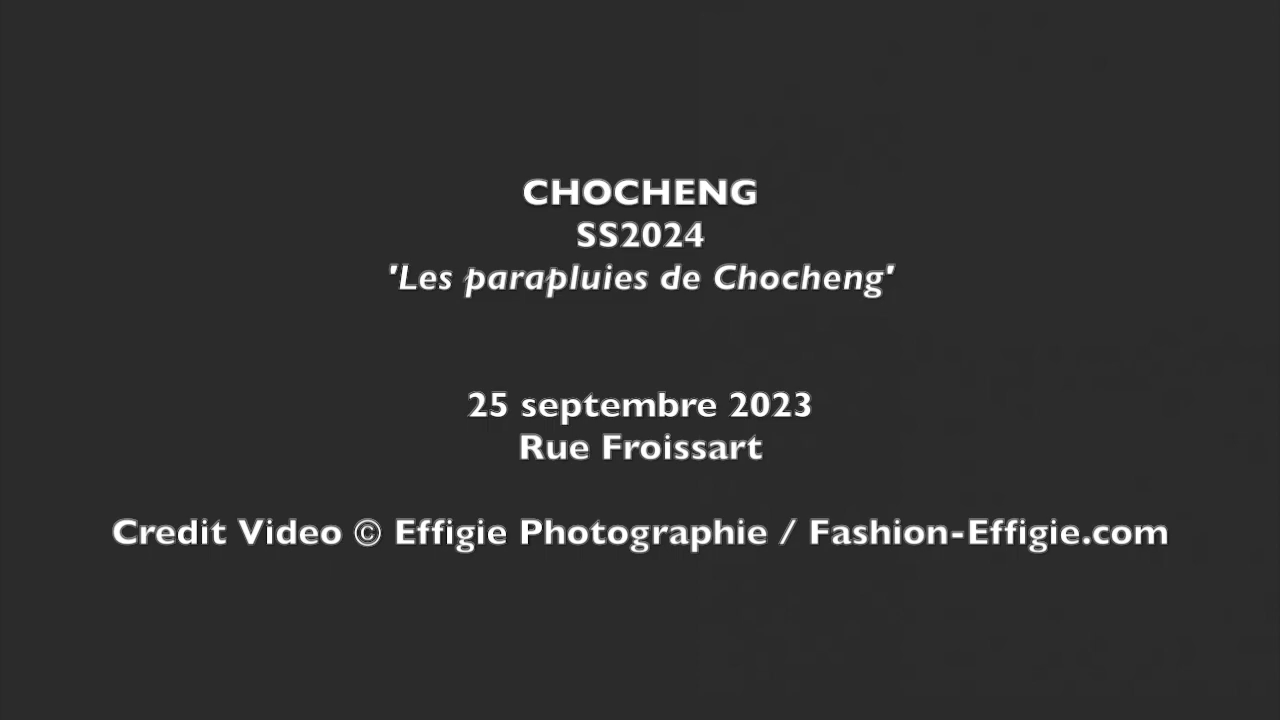 CHOCHENG
SS2024
'Les parapluies de Chocheng'
25 septembre 2023
Rue Froissart
Credit Video © Effigie Photographie / Fashion-Effigie.com